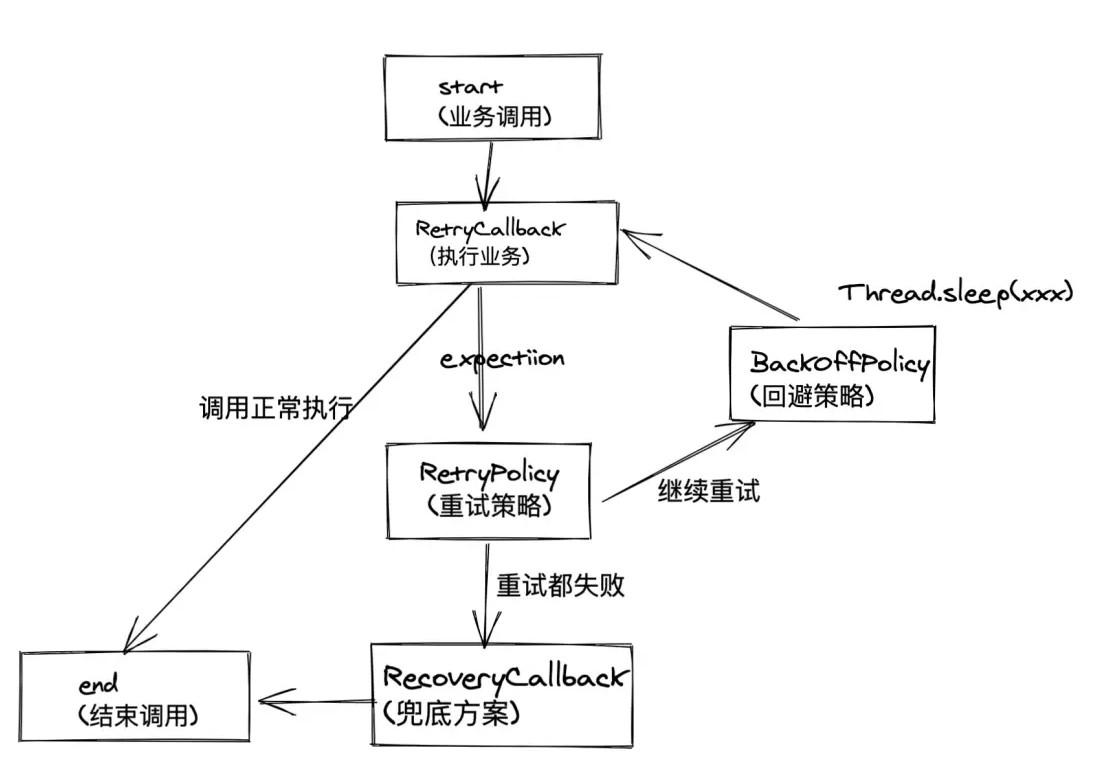 start
(业务调用)
RetryCallback
(执行业务)
Thread.sleep(xxx)
expectiion
BackOffPolicy
(回避策略)
调用正常执行
RetryPolicy
(重试策略)
继续重试
重试都失败
RecoveryCallback
(兜底方案)
end
(结束调用)